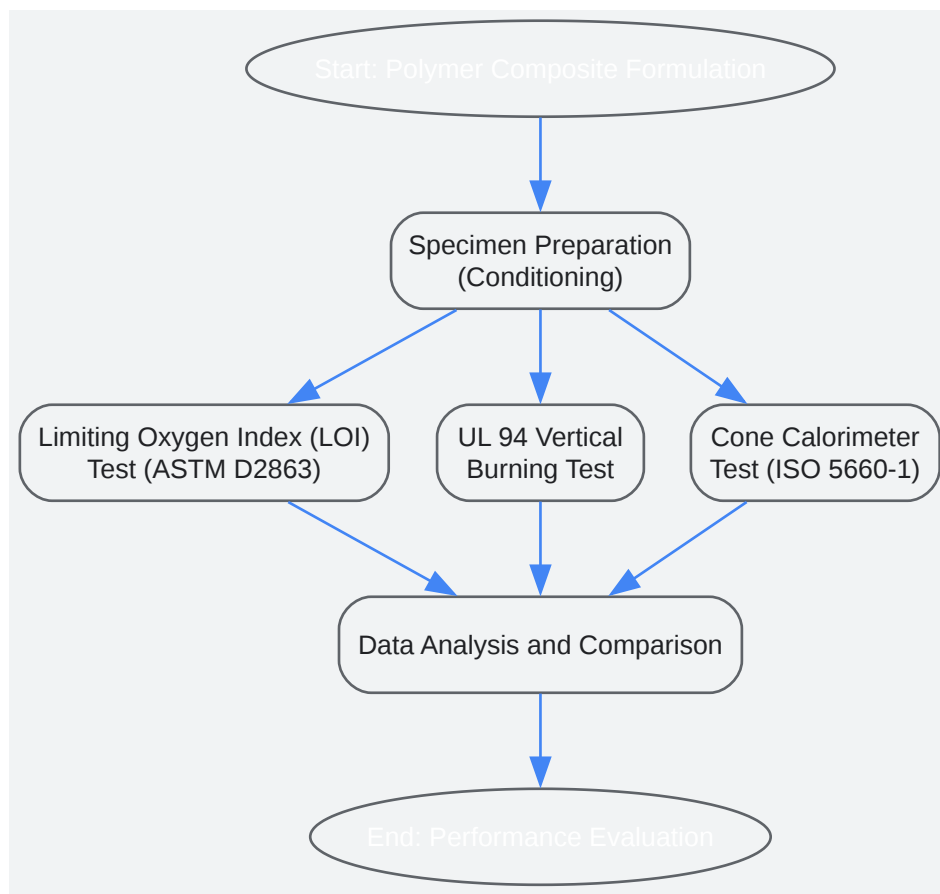 Start: Polymer Composite Formulation
Specimen Preparation
(Conditioning)
Limiting Oxygen Index (LOI)
Test (ASTM D2863)
UL 94 Vertical
Burning Test
Cone Calorimeter
Test (ISO 5660-1)
Data Analysis and Comparison
End: Performance Evaluation